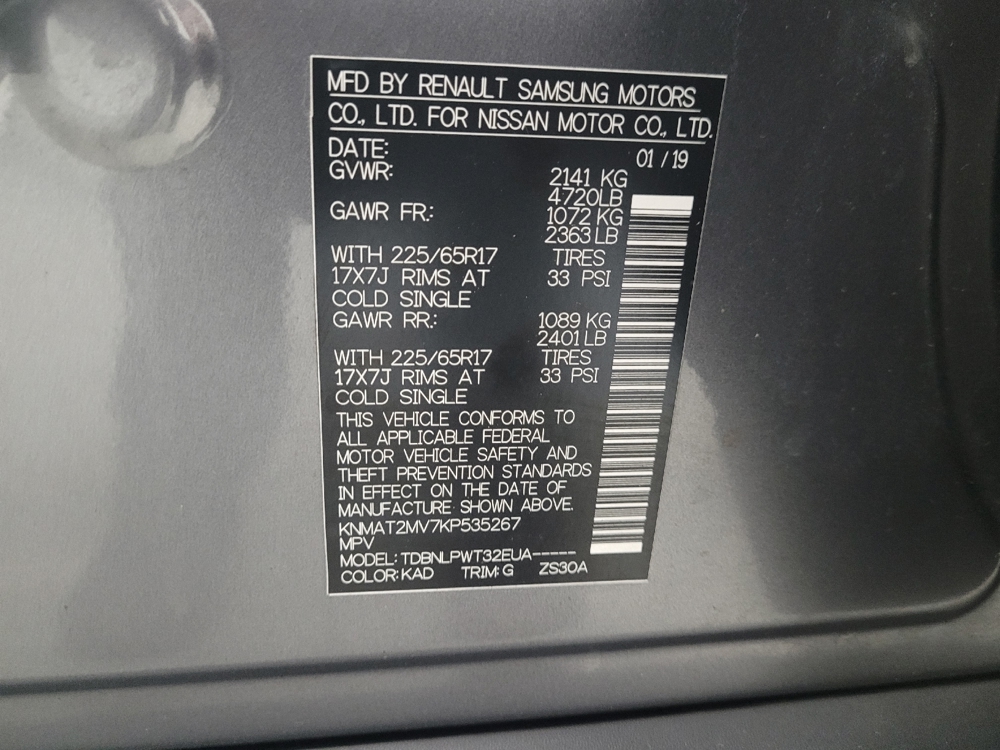 MFD BY RENAULT SAMSUNG MOTORS
CO., LTD. FOR NISSAN MOTOR CO., LTD.
DATE: 01 / 19
GVWR: 2141 KG
4720LB
GAWR FR.: 1072 KG
2363 LB
WITH 225/65R17 TIRES
17X7J RIMS AT 33 PSI
COLD SINGLE
GAWR RR.: 1089 KG
2401 LB
WITH 225/65R17 TIRES
17X7J RIMS AT 33 PSI
COLD SINGLE
THIS VEHICLE CONFORMS TO
ALL APPLICABLE FEDERAL
MOTOR VEHICLE SAFETY AND
THEFT PREVENTION STANDARDS
IN EFFECT ON THE DATE OF
MANUFACTURE SHOWN ABOVE.
KNMAT2MV7KP535267
MPV
MODEL: TDBNLPWT32EUA-----
COLOR: KAD TRIM: G ZS30A